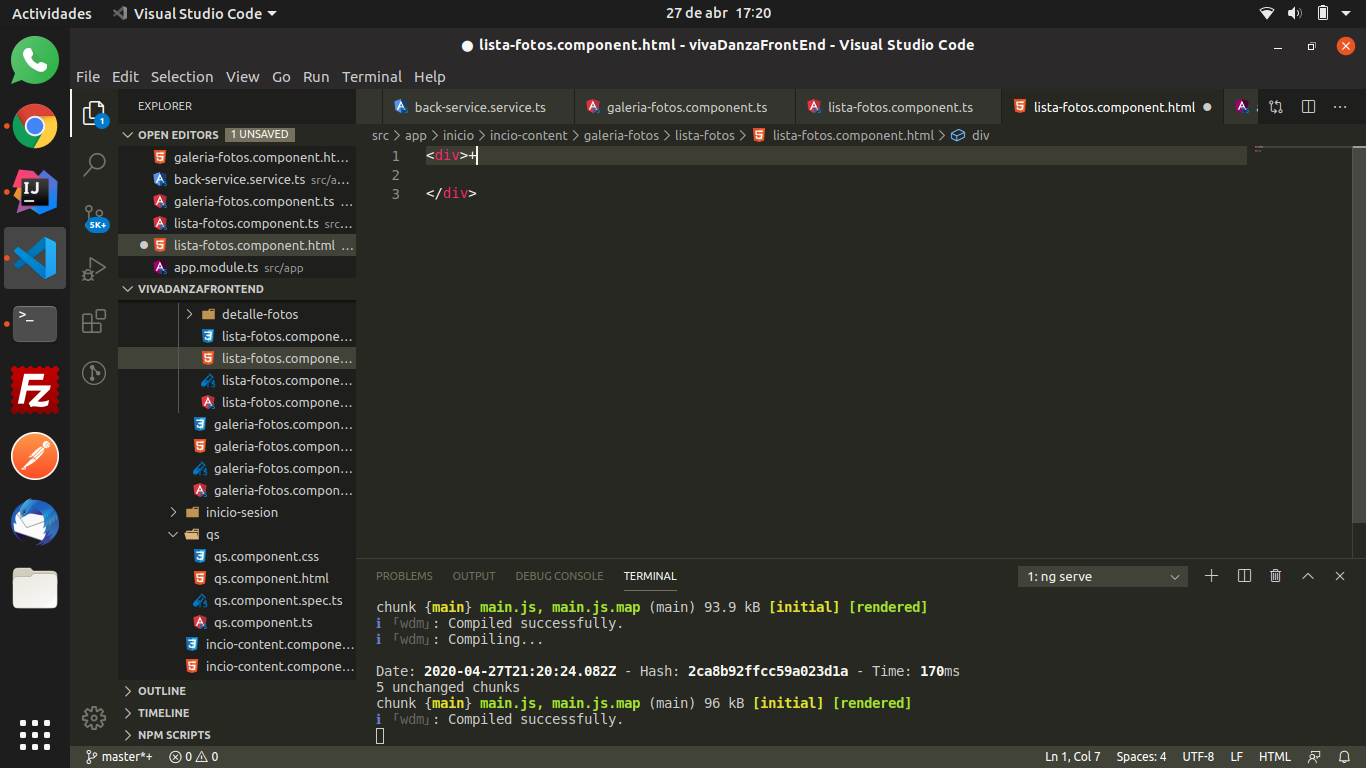 Actividades Visual Studio Code 27 de abr 17:20
● lista-fotos.component.html - vivaDanzaFrontEnd - Visual Studio Code
File Edit Selection View Go Run Terminal Help
EXPLORER
OPEN EDITORS 1 UNSAVED
galeria-fotos.component.ht...
back-service.service.ts src/a...
galeria-fotos.component.ts ...
lista-fotos.component.ts src...
lista-fotos.component.html ...
app.module.ts src/app
VIVADANZAFRONTEND
detalle-fotos
lista-fotos.compone...
lista-fotos.compone...
lista-fotos.compone...
lista-fotos.compone...
galeria-fotos.compon...
galeria-fotos.compon...
galeria-fotos.compon...
galeria-fotos.compon...
inicio-sesion
qs
qs.component.css
qs.component.html
qs.component.spec.ts
qs.component.ts
incio-content.compone...
incio-content.compone...
OUTLINE
TIMELINE
NPM SCRIPTS
1
5K+
back-service.service.ts galeria-fotos.component.ts lista-fotos.component.ts lista-fotos.component.html
src > app > inicio > incio-content > galeria-fotos > lista-fotos > lista-fotos.component.html > div
1 <div>+
2
3 </div>
PROBLEMS OUTPUT DEBUG CONSOLE TERMINAL 1: ng serve
chunk {main} main.js, main.js.map (main) 93.9 kB [initial] [rendered]
ℹ 「wdm」: Compiled successfully.
ℹ 「wdm」: Compiling...
Date: 2020-04-27T21:20:24.082Z - Hash: 2ca8b92ffcc59a023d1a - Time: 170ms
5 unchanged chunks
chunk {main} main.js, main.js.map (main) 96 kB [initial] [rendered]
ℹ 「wdm」: Compiled successfully.
master*+ 0 0 Ln 1, Col 7 Spaces: 4 UTF-8 LF HTML
IJ
>_
FZ